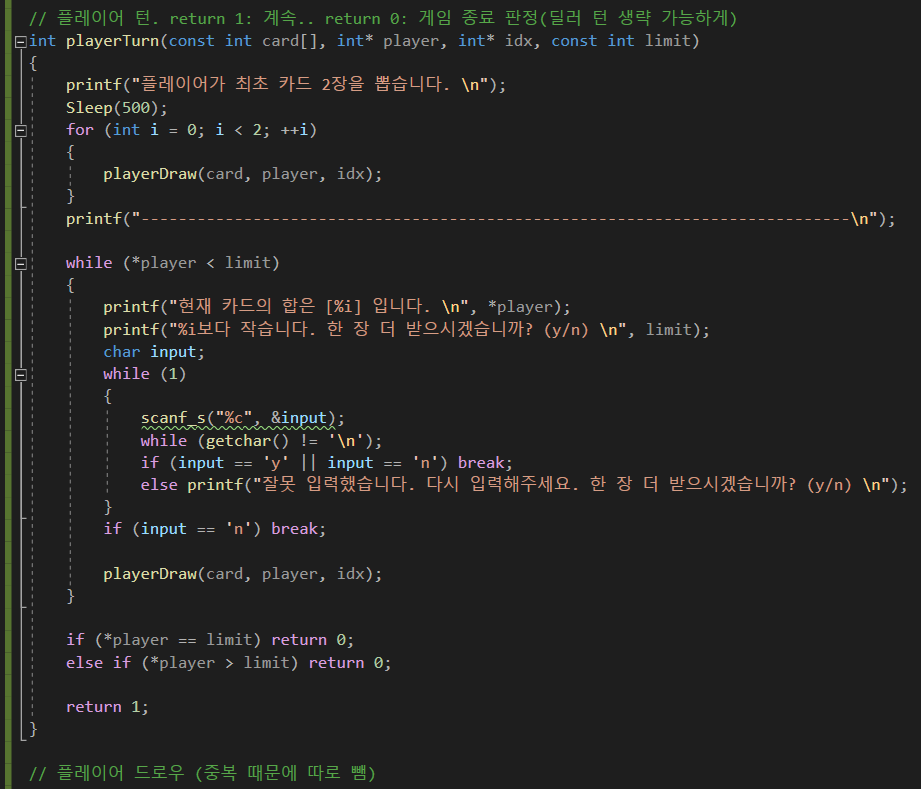 // 플레이어 턴. return 1: 계속.. return 0: 게임 종료 판정(딜러 턴 생략 가능하게)
int playerTurn(const int card[], int* player, int* idx, const int limit)
{
printf("플레이어가 최초 카드 2장을 뽑습니다. \n");
Sleep(500);
for (int i = 0; i < 2; ++i)
{
playerDraw(card, player, idx);
}
printf("----------------------------------------------------------------------------\n");
while (*player < limit)
{
printf("현재 카드의 합은 [%i] 입니다. \n", *player);
printf("%i보다 작습니다. 한 장 더 받으시겠습니까? (y/n) \n", limit);
char input;
while (1)
{
scanf_s("%c", &input);
while (getchar() != '\n');
if (input == 'y' || input == 'n') break;
else printf("잘못 입력했습니다. 다시 입력해주세요. 한 장 더 받으시겠습니까? (y/n) \n");
}
if (input == 'n') break;
playerDraw(card, player, idx);
}
if (*player == limit) return 0;
else if (*player > limit) return 0;
return 1;
}
// 플레이어 드로우 (중복 때문에 따로 뺌)